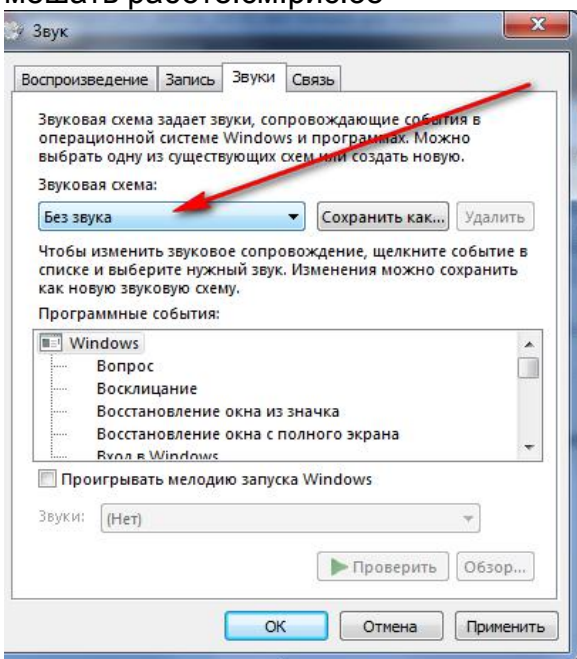 Звук
Воспроизведение Запись Звуки Связь
Звуковая схема задает звуки, сопровождающие события в
операционной системе Windows и программах. Можно
выбрать одну из существующих схем или создать новую.
Звуковая схема:
Без звука Сохранить как... Удалить
Чтобы изменить звуковое сопровождение, щелкните событие в
списке и выберите нужный звук. Изменения можно сохранить
как новую звуковую схему.
Программные события:
Windows
Вопрос
Восклицание
Восстановление окна из значка
Восстановление окна с полного экрана
Вход в Windows
Проигрывать мелодию запуска Windows
Звуки: (Нет)
Проверить Обзор...
ОК Отмена Применить